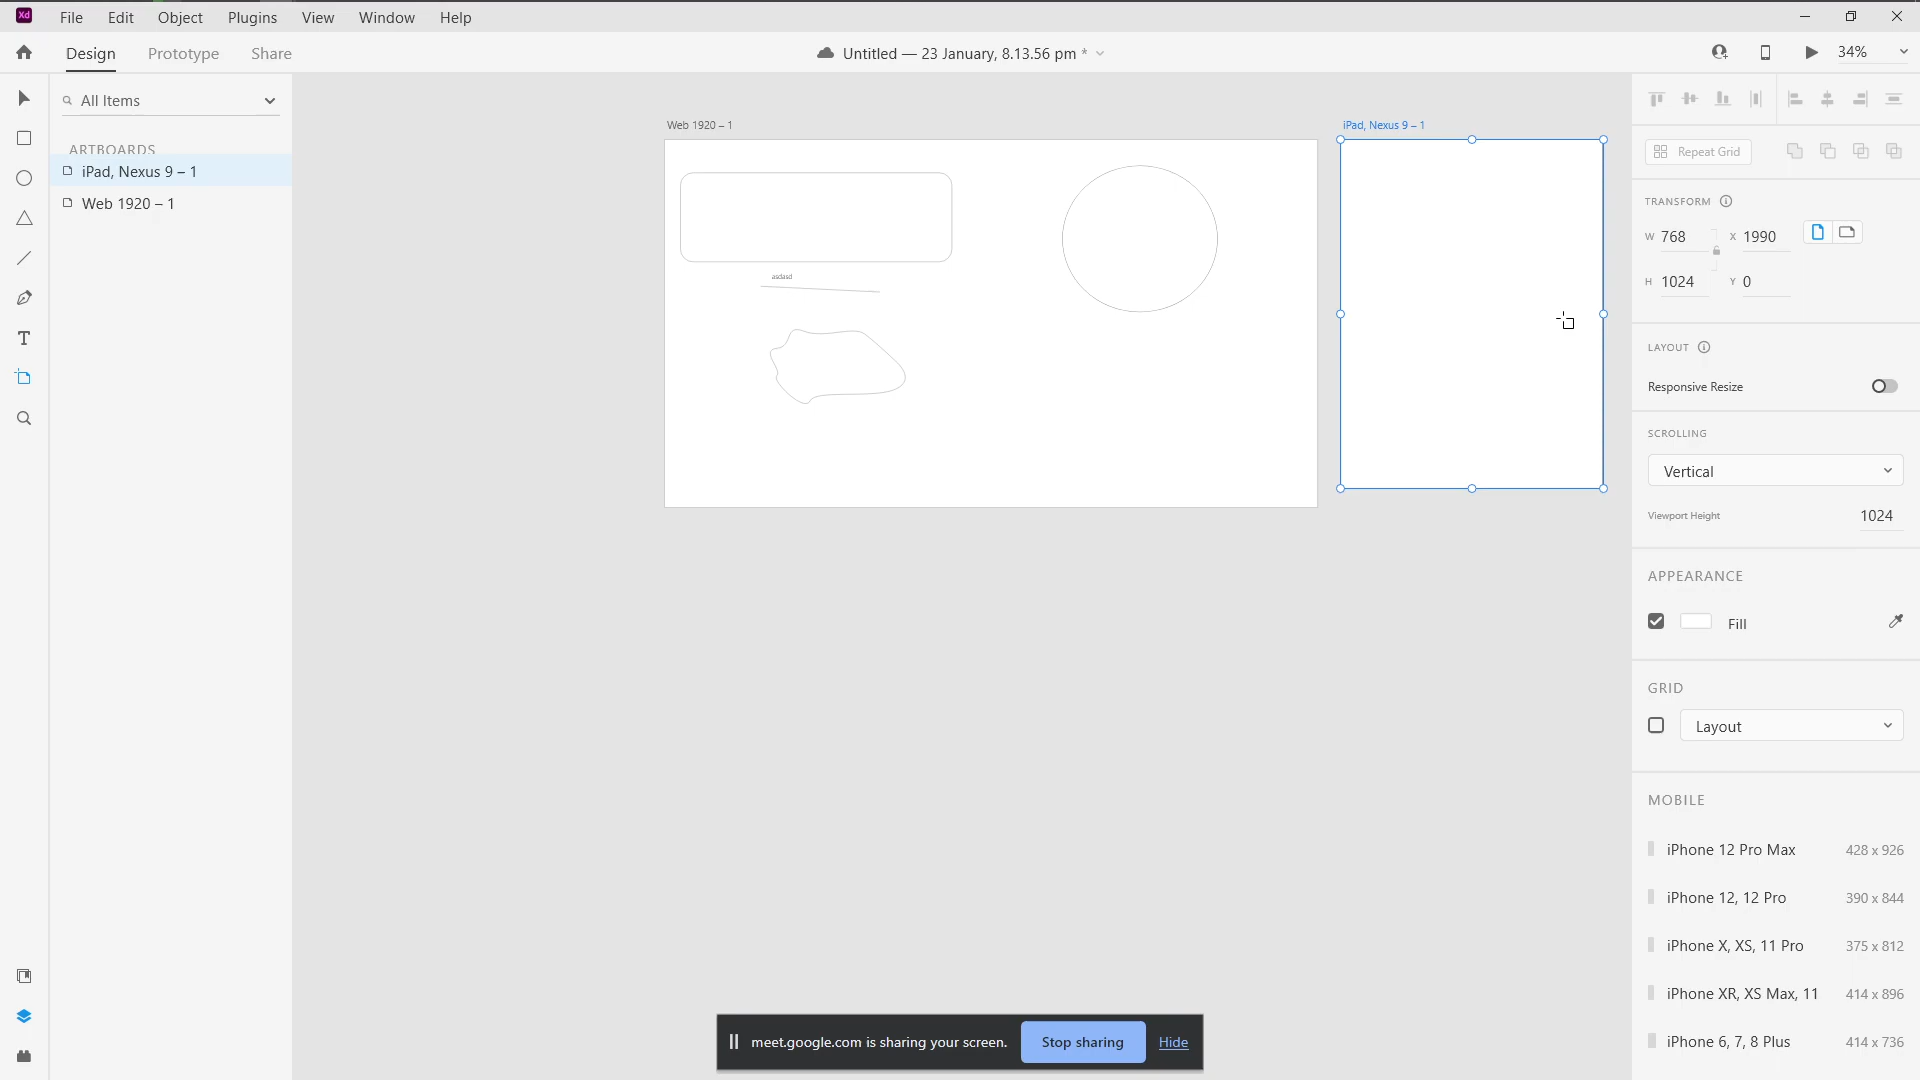 Xd File Edit Object Plugins View Window Help
Design Prototype Share Untitled — 23 January, 8.13.56 pm * 34%
All Items
ARTBOARDS
iPad, Nexus 9 – 1
Web 1920 – 1
Web 1920 – 1
asdasd
iPad, Nexus 9 – 1
Repeat Grid
TRANSFORM
W 768 X 1990
H 1024 Y 0
LAYOUT
Responsive Resize
SCROLLING
Vertical
Viewport Height 1024
APPEARANCE
Fill
GRID
Layout
MOBILE
iPhone 12 Pro Max 428 x 926
iPhone 12, 12 Pro 390 x 844
iPhone X, XS, 11 Pro 375 x 812
iPhone XR, XS Max, 11 414 x 896
iPhone 6, 7, 8 Plus 414 x 736
meet.google.com is sharing your screen. Stop sharing Hide